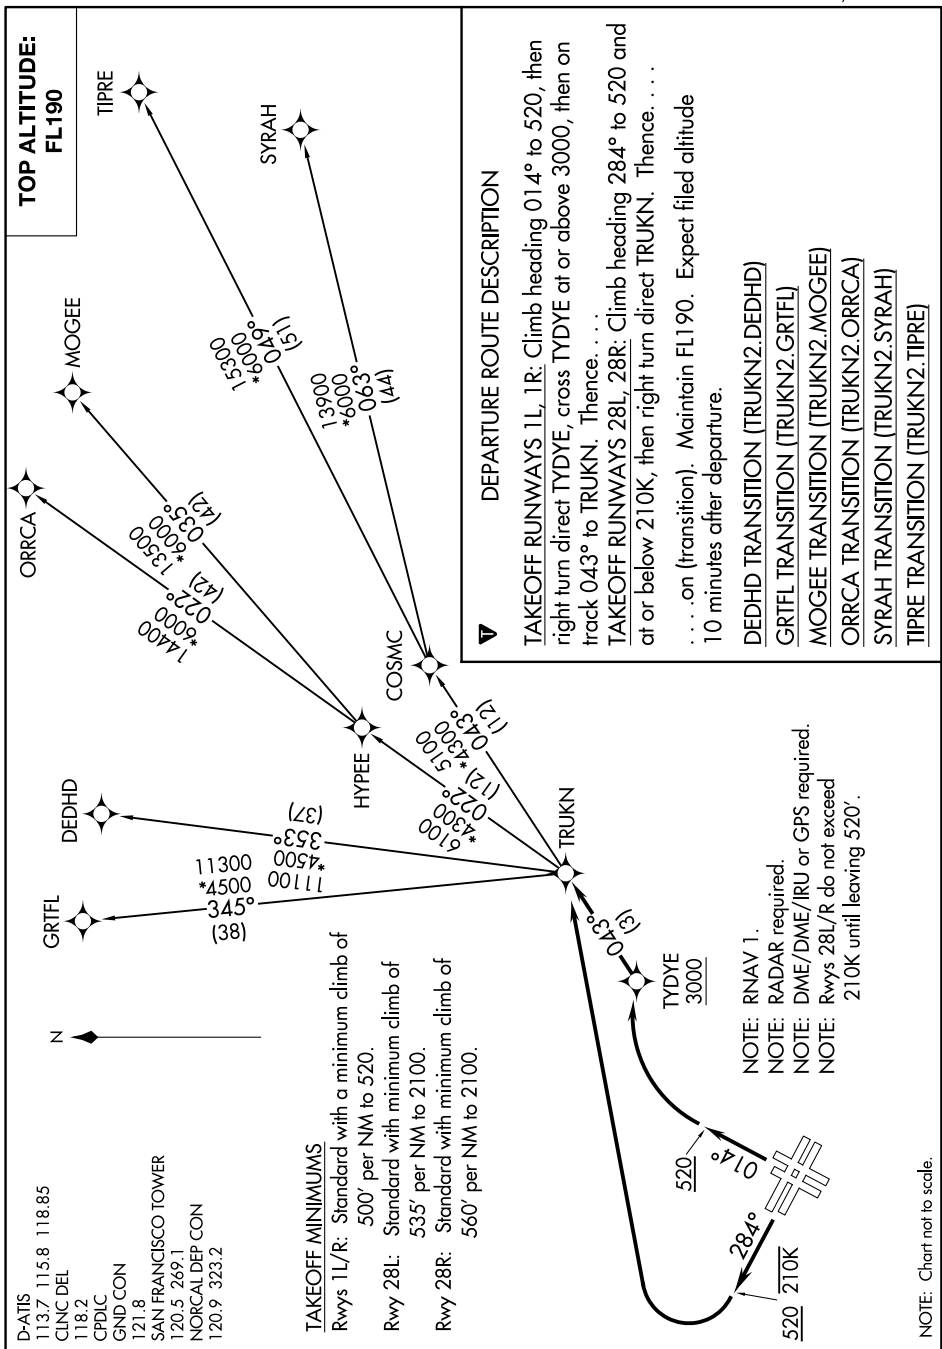 TOP ALTITUDE:
FL190
D-ATIS
113.7 115.8 118.85
CLNC DEL
118.2
CPDLC
GND CON
121.8
SAN FRANCISCO TOWER
120.5 269.1
NORCAL DEP CON
120.9 323.2
N
GRTFL
DEDHD
ORRCA
MOGEE
TIPRE
SYRAH
HYPEE
COSMC
TRUKN
TYDYE
3000
11300
*4500
345°
(38)
11100
*4500
353°
(37)
14400
*6000
022°
(42)
13500
*6000
035°
(42)
15300
*6000
049°
(51)
13900
*6000
063°
(44)
6100
*4300
022°
(12)
5100
*4300
043°
(12)
043°
(3)
520
014°
284°
520 210K
TAKEOFF MINIMUMS
Rwys 1L/R: Standard with a minimum climb of
500' per NM to 520.
Rwy 28L: Standard with minimum climb of
535' per NM to 2100.
Rwy 28R: Standard with minimum climb of
560' per NM to 2100.
NOTE: RNAV 1.
NOTE: RADAR required.
NOTE: DME/DME/IRU or GPS required.
NOTE: Rwys 28L/R do not exceed
210K until leaving 520'.
NOTE: Chart not to scale.
T
DEPARTURE ROUTE DESCRIPTION
TAKEOFF RUNWAYS 1L, 1R: Climb heading 014° to 520, then
right turn direct TYDYE, cross TYDYE at or above 3000, then on
track 043° to TRUKN. Thence. . . .
TAKEOFF RUNWAYS 28L, 28R: Climb heading 284° to 520 and
at or below 210K, then right turn direct TRUKN. Thence. . . .
. . . .on (transition). Maintain FL190. Expect filed altitude
10 minutes after departure.
DEDHD TRANSITION (TRUKN2.DEDHD)
GRTFL TRANSITION (TRUKN2.GRTFL)
MOGEE TRANSITION (TRUKN2.MOGEE)
ORRCA TRANSITION (TRUKN2.ORRCA)
SYRAH TRANSITION (TRUKN2.SYRAH)
TIPRE TRANSITION (TRUKN2.TIPRE)